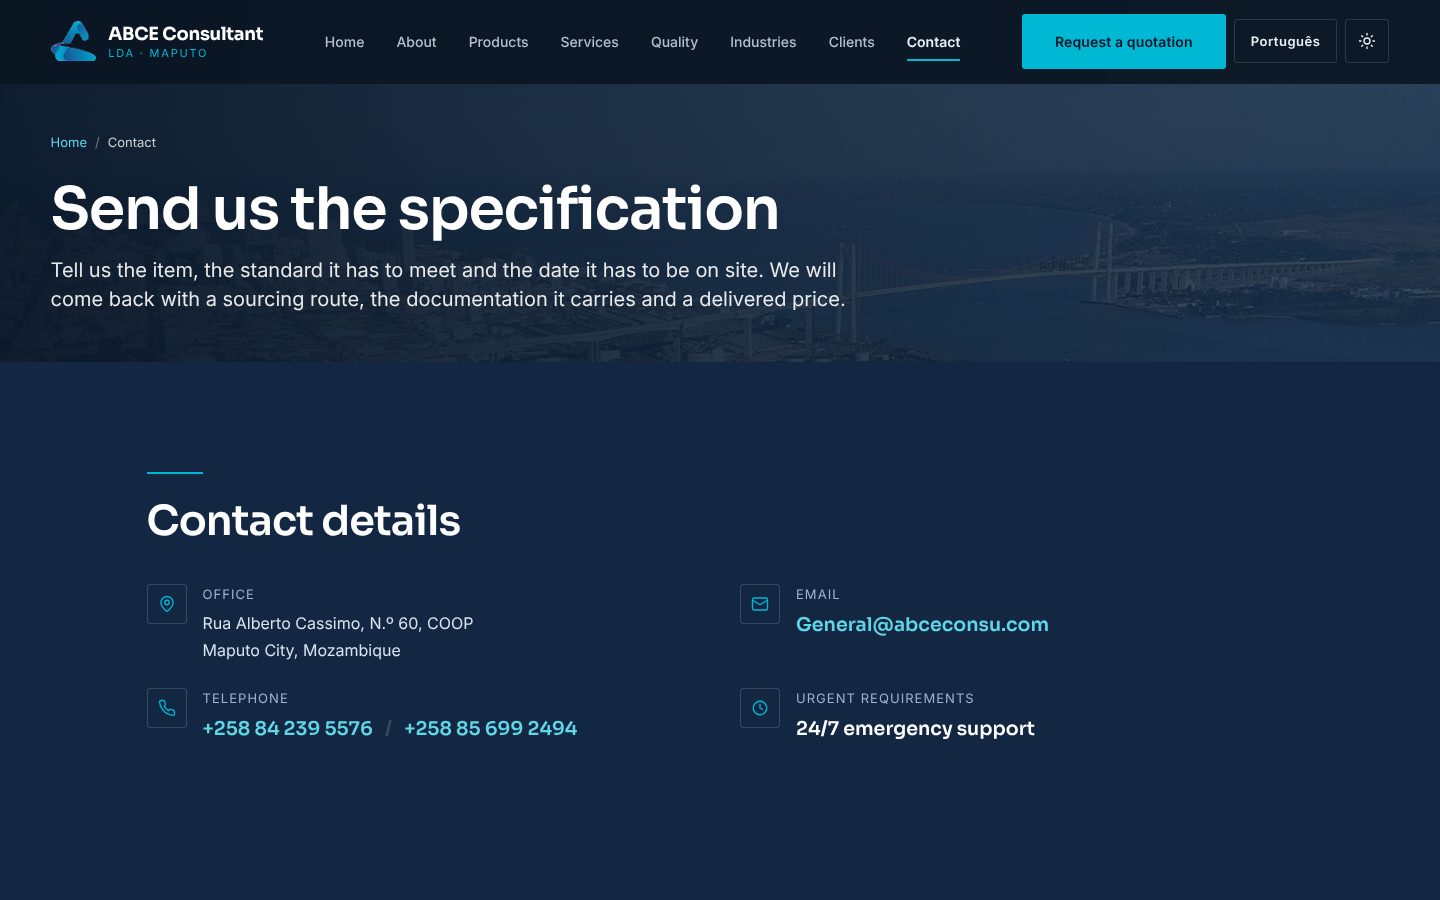 ABCE Consultant
LDA · MAPUTO
Home
About
Products
Services
Quality
Industries
Clients
Contact
Request a quotation
Português
Home / Contact
Send us the specification
Tell us the item, the standard it has to meet and the date it has to be on site. We will
come back with a sourcing route, the documentation it carries and a delivered price.
Contact details
OFFICE
Rua Alberto Cassimo, N.º 60, COOP
Maputo City, Mozambique
EMAIL
General@abceconsu.com
TELEPHONE
+258 84 239 5576 / +258 85 699 2494
URGENT REQUIREMENTS
24/7 emergency support